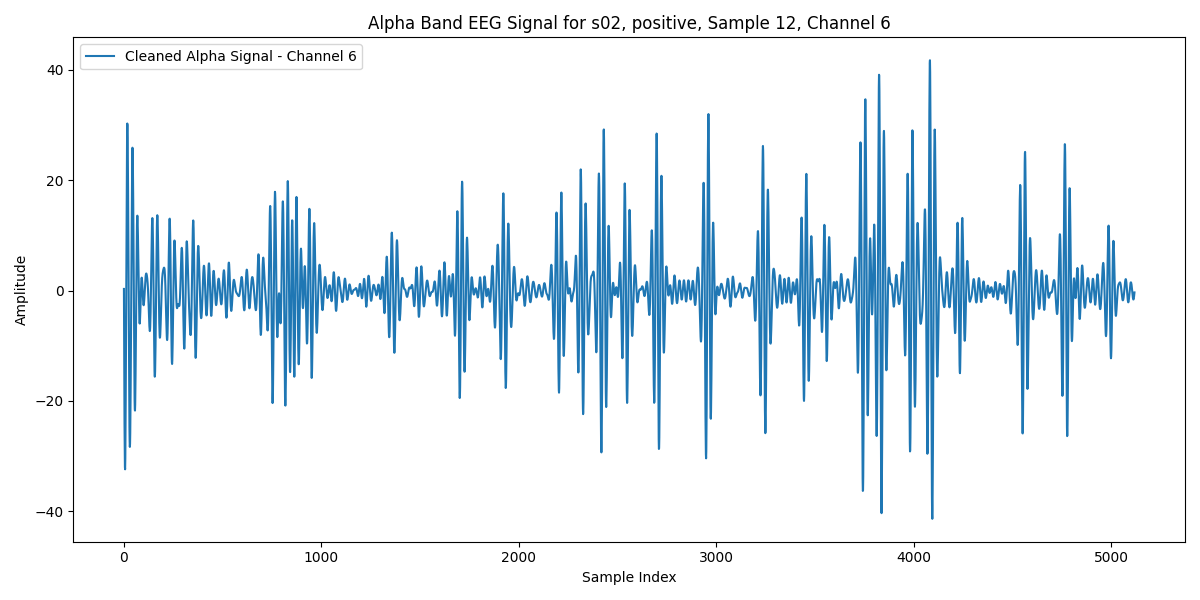 Alpha Band EEG Signal for s02, positive, Sample 12, Channel 6
Cleaned Alpha Signal - Channel 6
Amplitude
40
20
0
−20
−40
0 1000 2000 3000 4000 5000
Sample Index